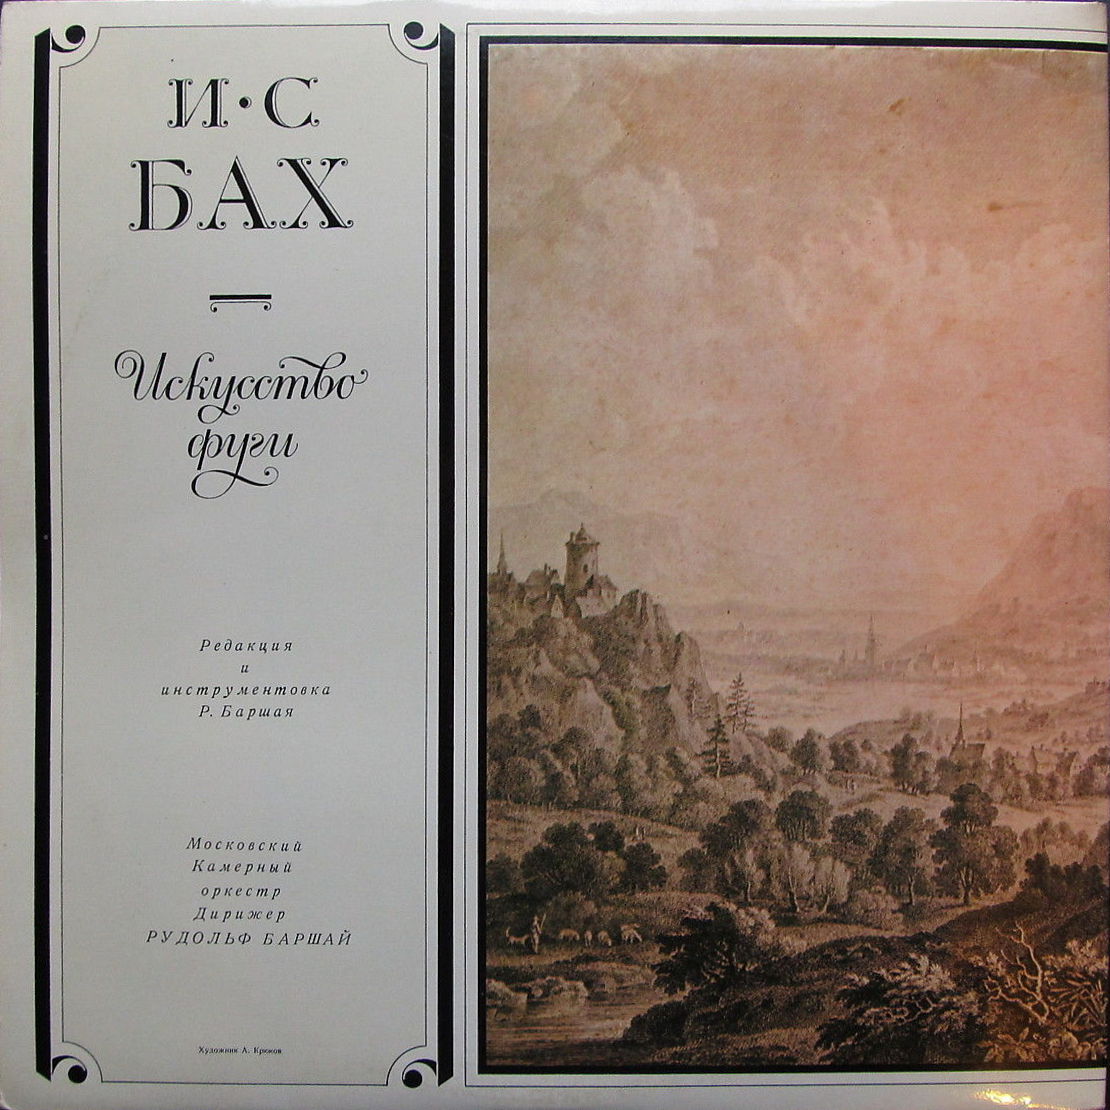 И·С
БАХ
Искусство
фуги
Редакция
и
инструментовка
Р. Баршая
Московский
Камерный
оркестр
Дирижер
РУДОЛЬФ БАРШАЙ
Художник А. Крюков